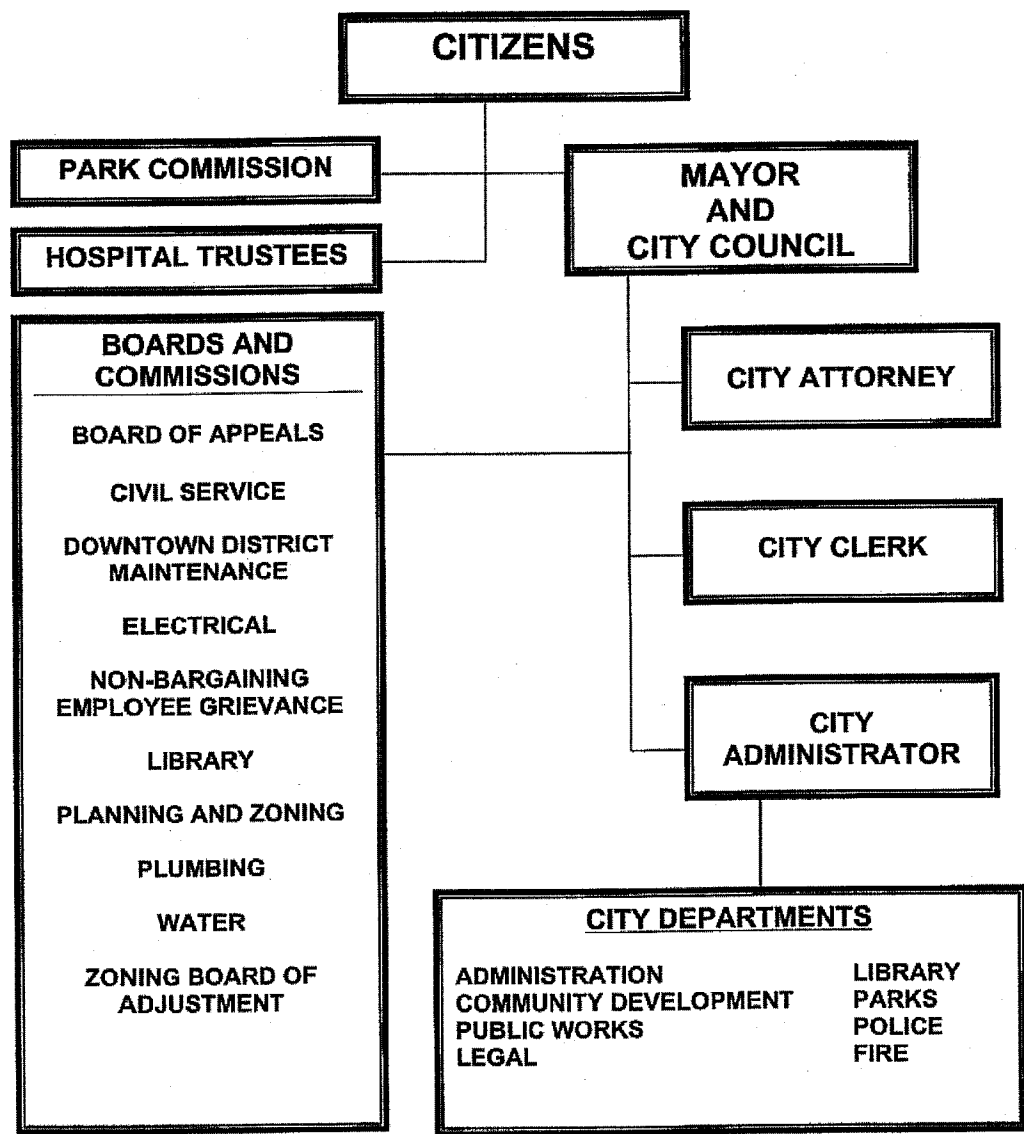 CITIZENS
PARK COMMISSION
HOSPITAL TRUSTEES
MAYOR
AND
CITY COUNCIL
BOARDS AND
COMMISSIONS
BOARD OF APPEALS
CIVIL SERVICE
DOWNTOWN DISTRICT
MAINTENANCE
ELECTRICAL
NON-BARGAINING
EMPLOYEE GRIEVANCE
LIBRARY
PLANNING AND ZONING
PLUMBING
WATER
ZONING BOARD OF
ADJUSTMENT
CITY ATTORNEY
CITY CLERK
CITY
ADMINISTRATOR
CITY DEPARTMENTS
ADMINISTRATION
COMMUNITY DEVELOPMENT
PUBLIC WORKS
LEGAL
LIBRARY
PARKS
POLICE
FIRE